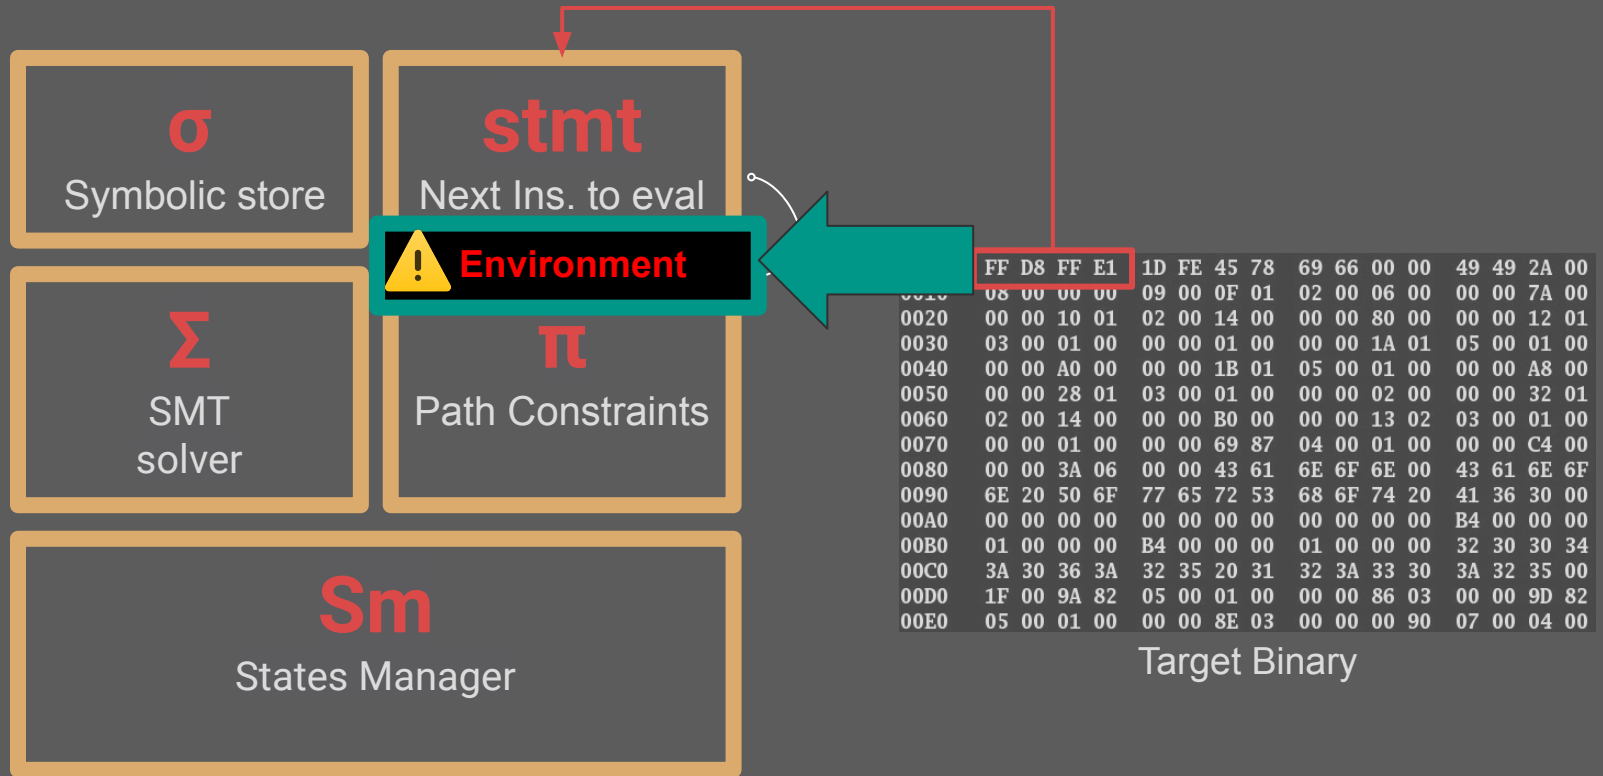 σ
Symbolic store
stmt
Next Ins. to eval
Environment
Σ
SMT
solver
π
Path Constraints
Sm
States Manager
FF D8 FF E1 1D FE 45 78 69 66 00 00 49 49 2A 00
0010 08 00 00 00 09 00 0F 01 02 00 06 00 00 00 7A 00
0020 00 00 10 01 02 00 14 00 00 00 80 00 00 00 12 01
0030 03 00 01 00 00 00 01 00 00 00 1A 01 05 00 01 00
0040 00 00 A0 00 00 00 1B 01 05 00 01 00 00 00 A8 00
0050 00 00 28 01 03 00 01 00 00 00 02 00 00 00 32 01
0060 02 00 14 00 00 00 B0 00 00 00 13 02 03 00 01 00
0070 00 00 01 00 00 00 69 87 04 00 01 00 00 00 C4 00
0080 00 00 3A 06 00 00 43 61 6E 6F 6E 00 43 61 6E 6F
0090 6E 20 50 6F 77 65 72 53 68 6F 74 20 41 36 30 00
00A0 00 00 00 00 00 00 00 00 00 00 00 00 B4 00 00 00
00B0 01 00 00 00 B4 00 00 00 01 00 00 00 32 30 30 34
00C0 3A 30 36 3A 32 35 20 31 32 3A 33 30 3A 32 35 00
00D0 1F 00 9A 82 05 00 01 00 00 00 86 03 00 00 9D 82
00E0 05 00 01 00 00 00 8E 03 00 00 00 90 07 00 04 00
Target Binary